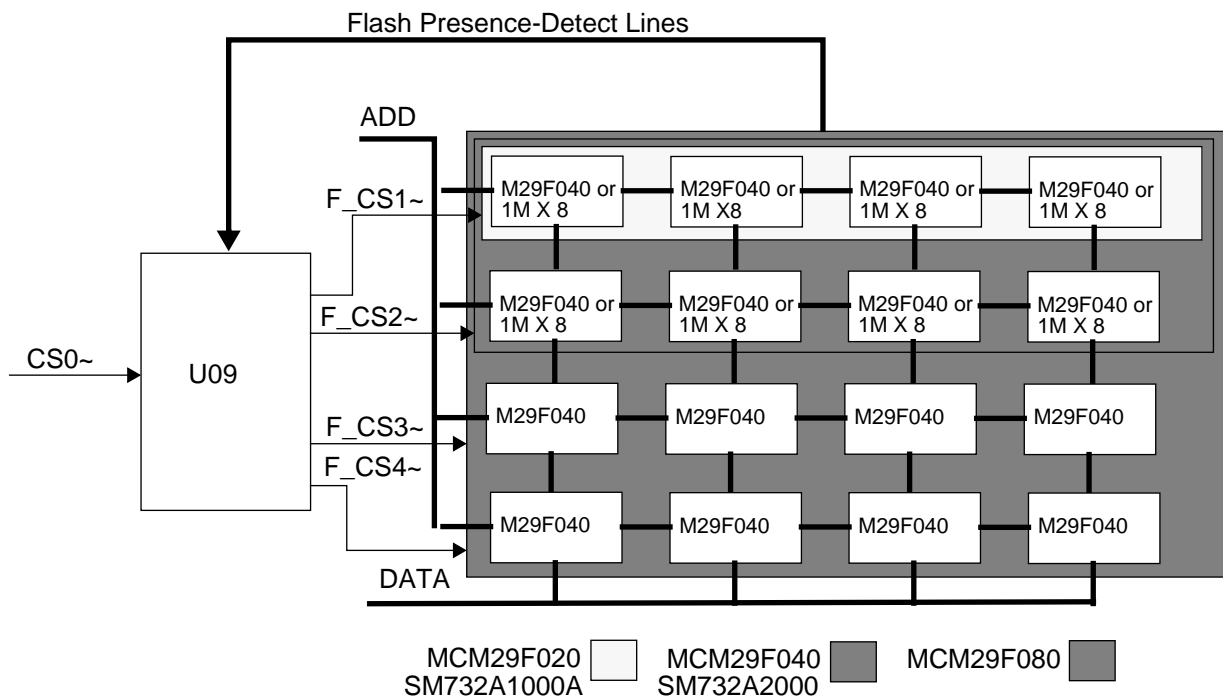 Flash Presence-Detect Lines
ADD
F_CS1~
M29F040 or
1M X 8
M29F040 or
1M X8
M29F040 or
1M X 8
M29F040 or
1M X 8
F_CS2~
M29F040 or
1M X 8
M29F040 or
1M X 8
M29F040 or
1M X 8
M29F040 or
1M X 8
CS0~
U09
F_CS3~
M29F040
M29F040
M29F040
M29F040
F_CS4~
M29F040
M29F040
M29F040
M29F040
DATA
MCM29F020
SM732A1000A
MCM29F040
SM732A2000
MCM29F080